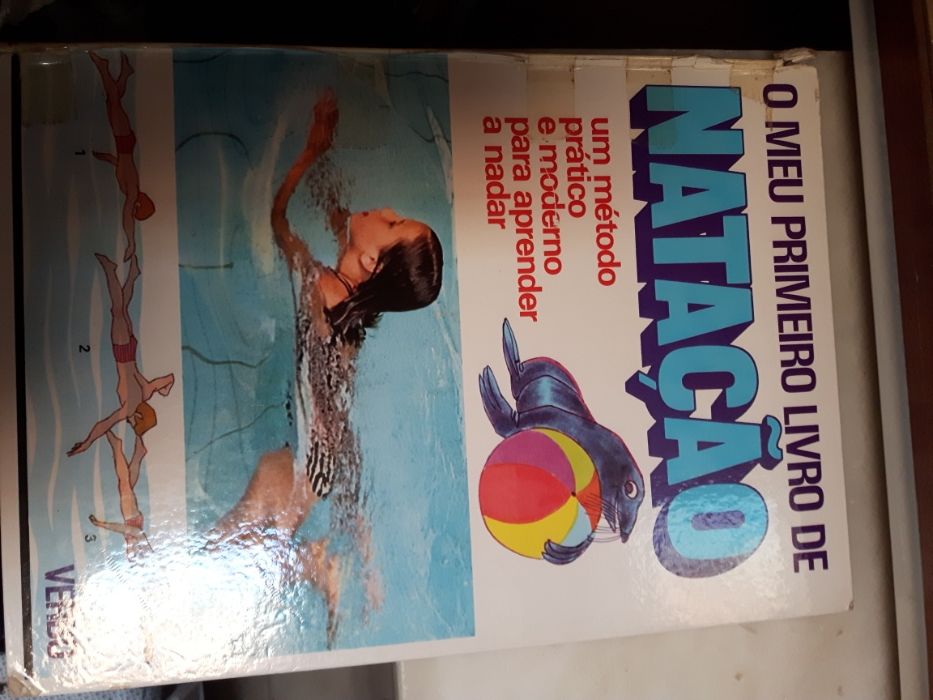 O MEU PRIMEIRO LIVRO DE
NATAÇÃO
um método
prático
e moderno
para aprender
a nadar
1
2
3
VERBO